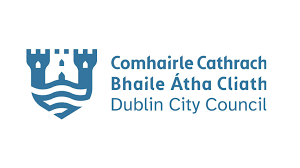 Comhairle Cathrach
Bhaile Átha Cliath
Dublin City Council